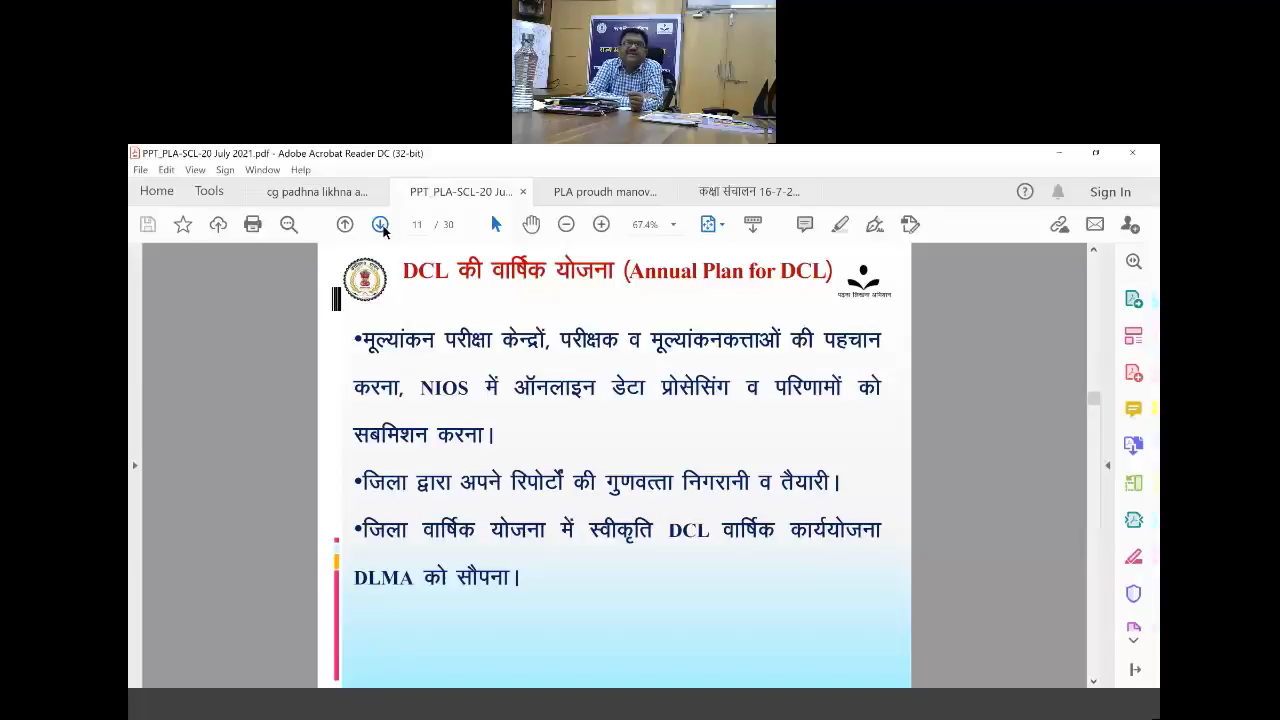 राज्य
PPT_PLA-SCL-20 July 2021.pdf - Adobe Acrobat Reader DC (32-bit)
File Edit View Sign Window Help
Home Tools cg padhna likhna a... PPT_PLA-SCL-20 Ju... × PLA proudh manov... कक्षा संचालन 16-7-2... Sign In
11 / 30 67.4%
DCL की वार्षिक योजना (Annual Plan for DCL)
पढ़ना लिखना अभियान
•मूल्यांकन परीक्षा केन्द्रों, परीक्षक व मूल्यांकनकत्ताओं की पहचान
करना, NIOS में ऑनलाइन डेटा प्रोसेसिंग व परिणामों को
सबमिशन करना।
•जिला द्वारा अपने रिपोर्टों की गुणवत्ता निगरानी व तैयारी।
•जिला वार्षिक योजना में स्वीकृति DCL वार्षिक कार्ययोजना
DLMA को सौपना।